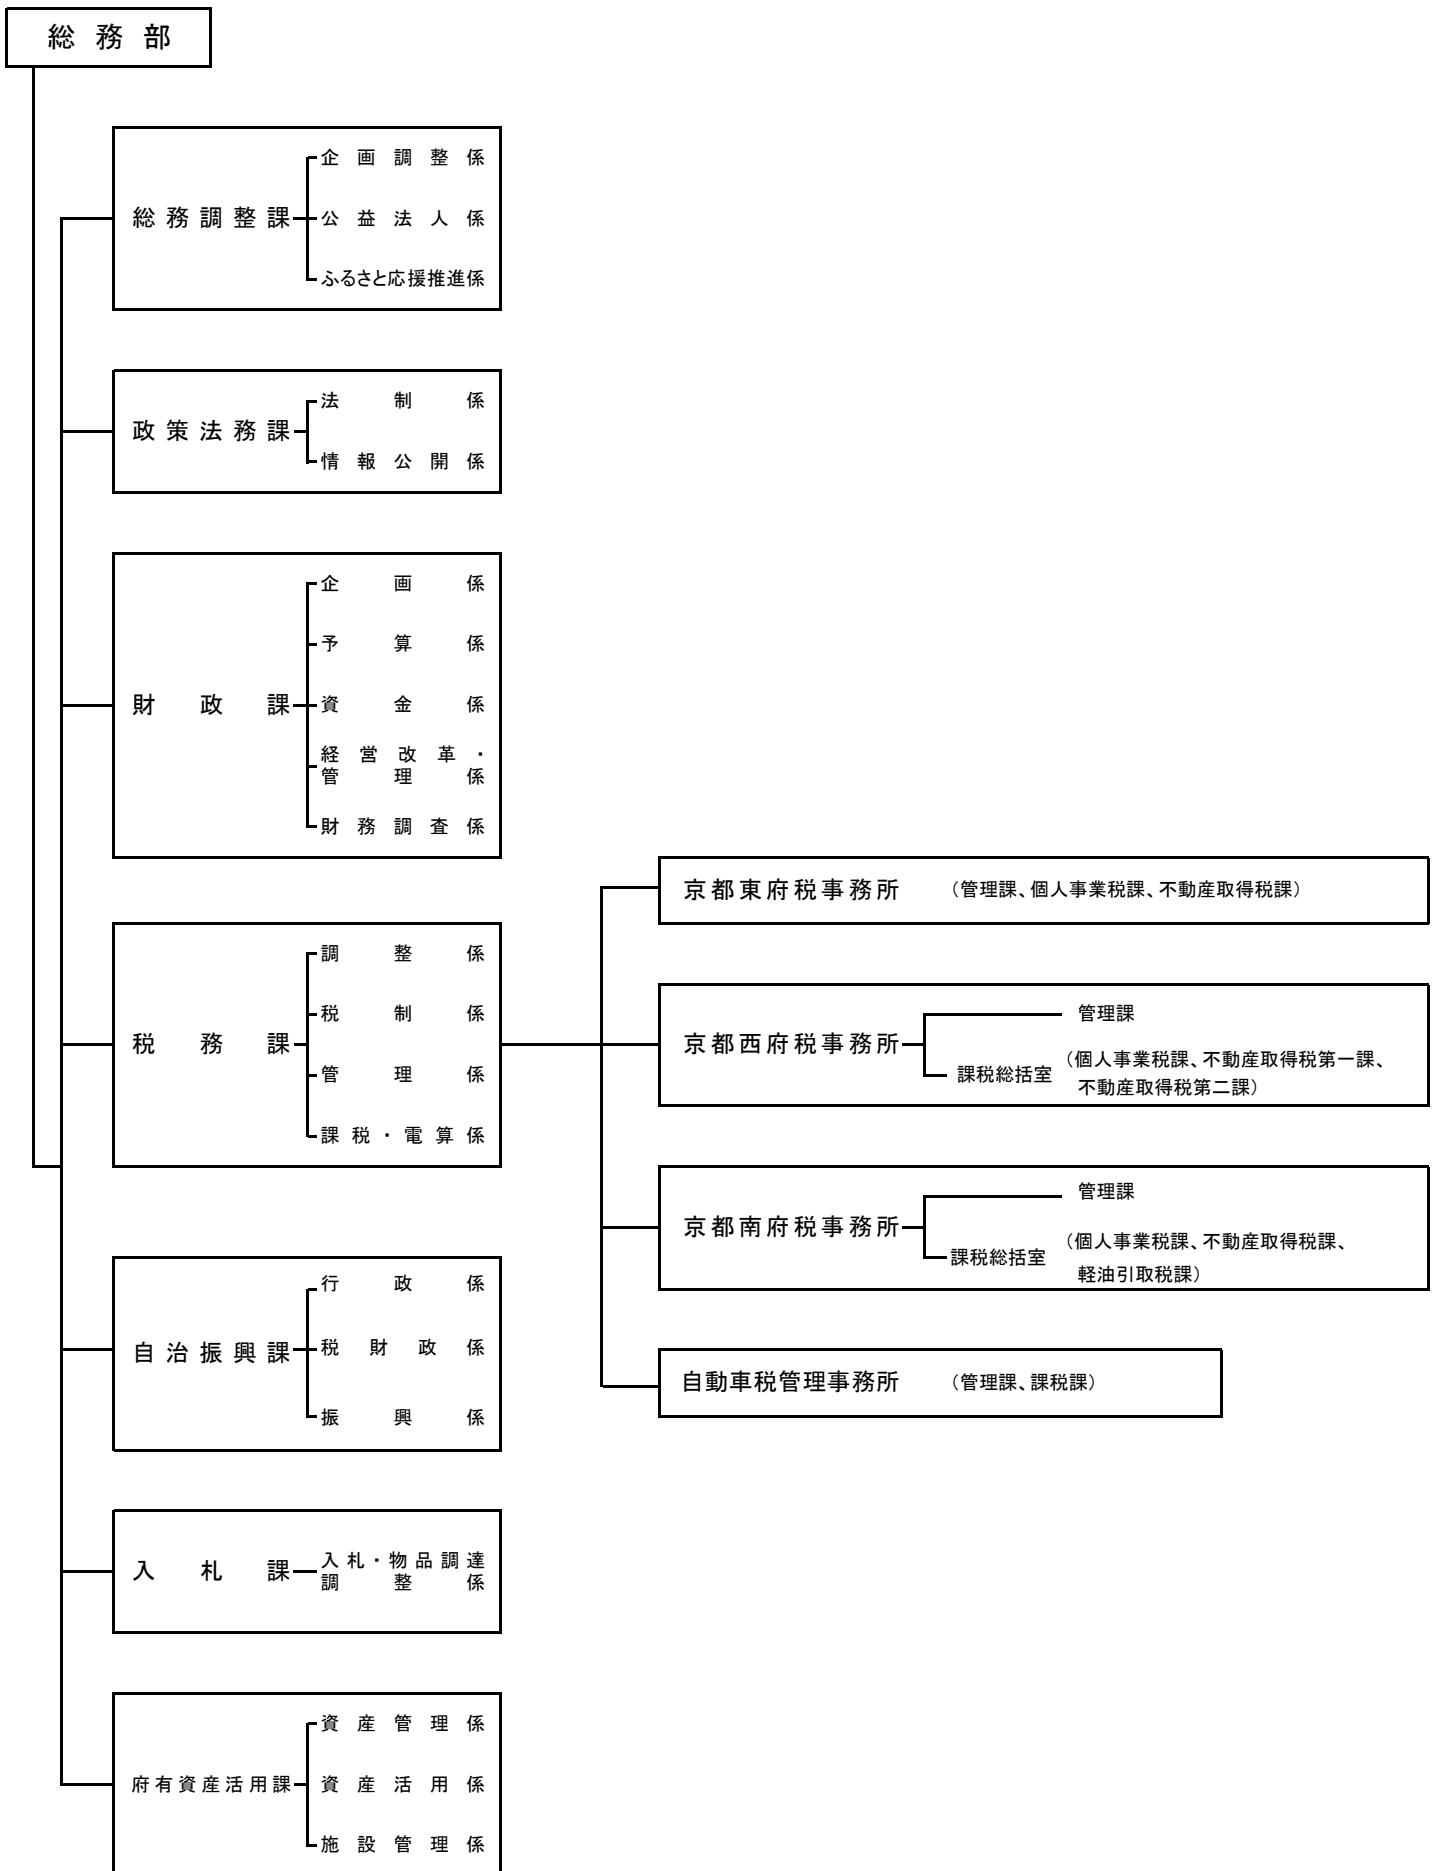 総務部
総務調整課
企画調整係
公益法人係
ふるさと応援推進係
政策法務課
法制係
情報公開係
財政課
企画係
予算係
資金係
経営改革・
管理係
財務調査係
税務課
調整係
税制係
管理係
課税・電算係
京都東府税事務所 （管理課、個人事業税課、不動産取得税課）
京都西府税事務所
管理課
課税総括室
（個人事業税課、不動産取得税第一課、
不動産取得税第二課）
京都南府税事務所
管理課
課税総括室
（個人事業税課、不動産取得税課、
軽油引取税課）
自動車税管理事務所 （管理課、課税課）
自治振興課
行政係
税財政係
振興係
入札課
入札・物品調達
調整係
府有資産活用課
資産管理係
資産活用係
施設管理係